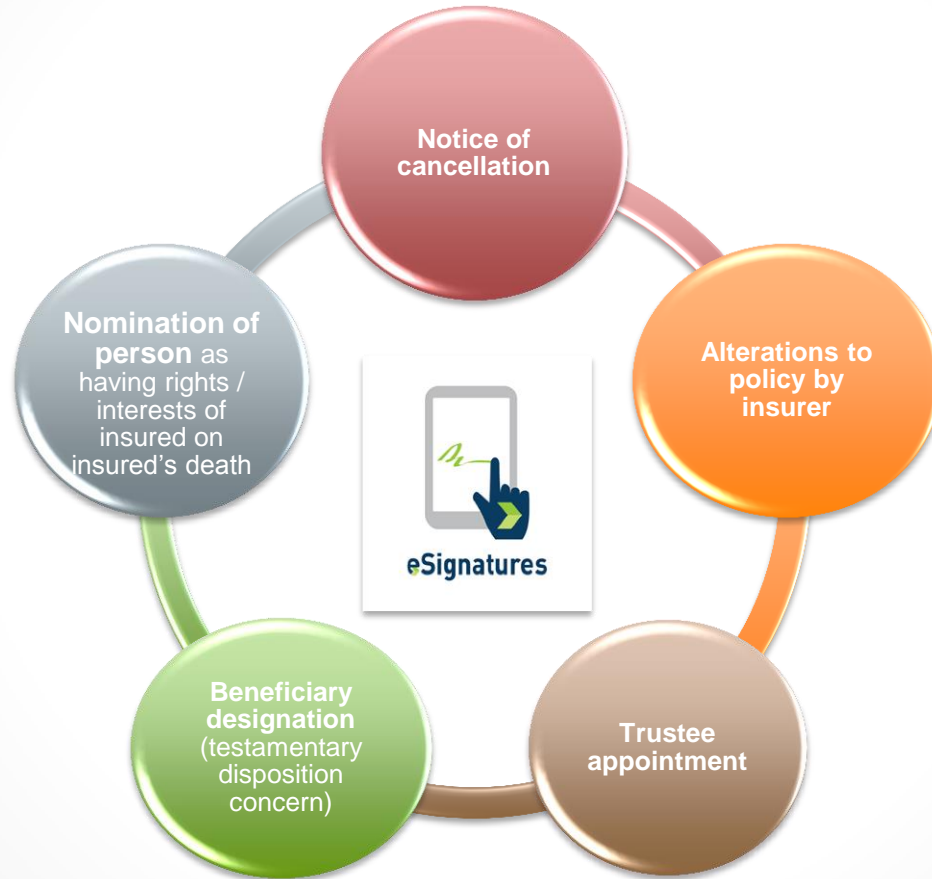 Notice of
cancellation
Alterations to
policy by
insurer
Trustee
appointment
Beneficiary
designation
(testamentary
disposition
concern)
Nomination of
person as
having rights /
interests of
insured on
insured's death
eSignatures